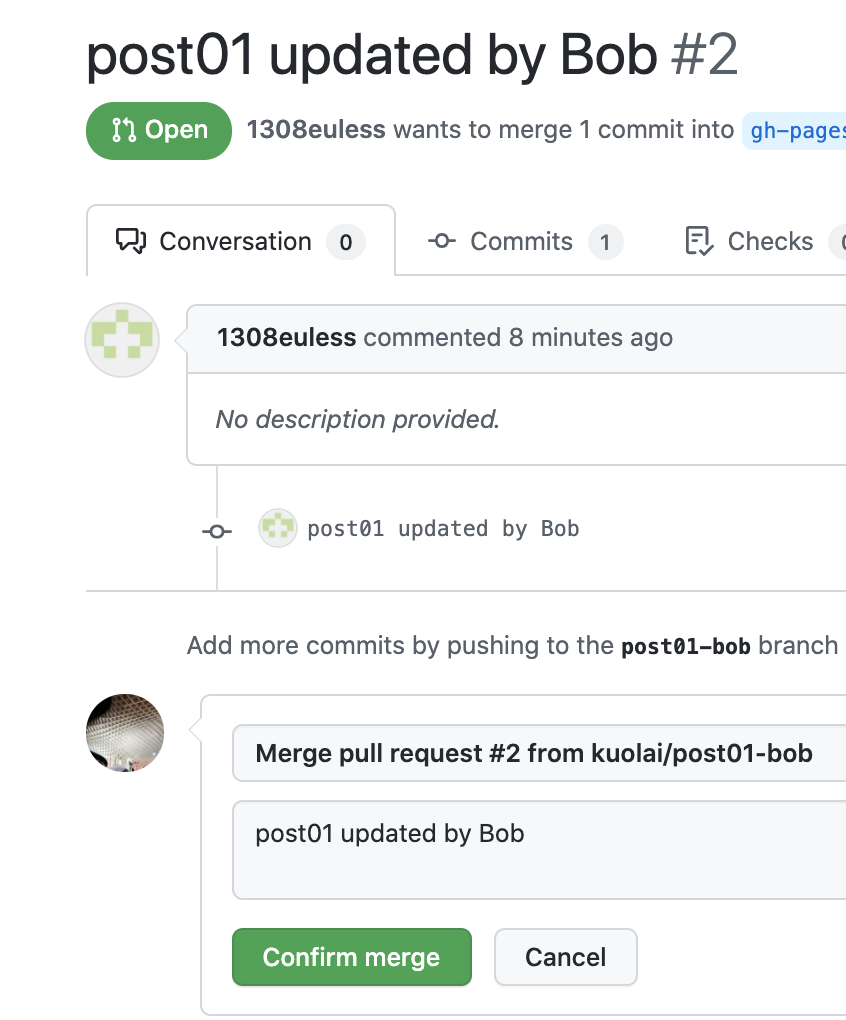 post01 updated by Bob #2
Open 1308euless wants to merge 1 commit into gh-pages
Conversation 0 Commits 1 Checks
1308euless commented 8 minutes ago
No description provided.
post01 updated by Bob
Add more commits by pushing to the post01-bob branch
Merge pull request #2 from kuolai/post01-bob
post01 updated by Bob
Confirm merge Cancel